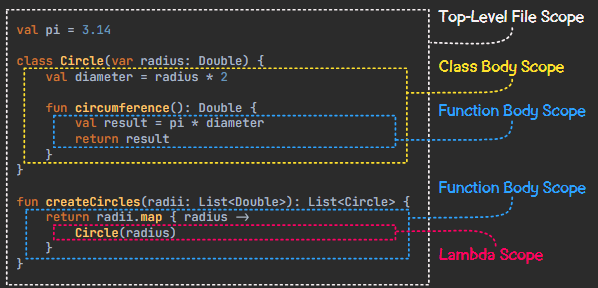 val pi = 3.14
class Circle(var radius: Double) {
val diameter = radius * 2
fun circumference(): Double {
val result = pi * diameter
return result
}
}
fun createCircles(radii: List<Double>): List<Circle> {
return radii.map { radius ->
Circle(radius)
}
}
Top-Level File Scope
Class Body Scope
Function Body Scope
Function Body Scope
Lambda Scope